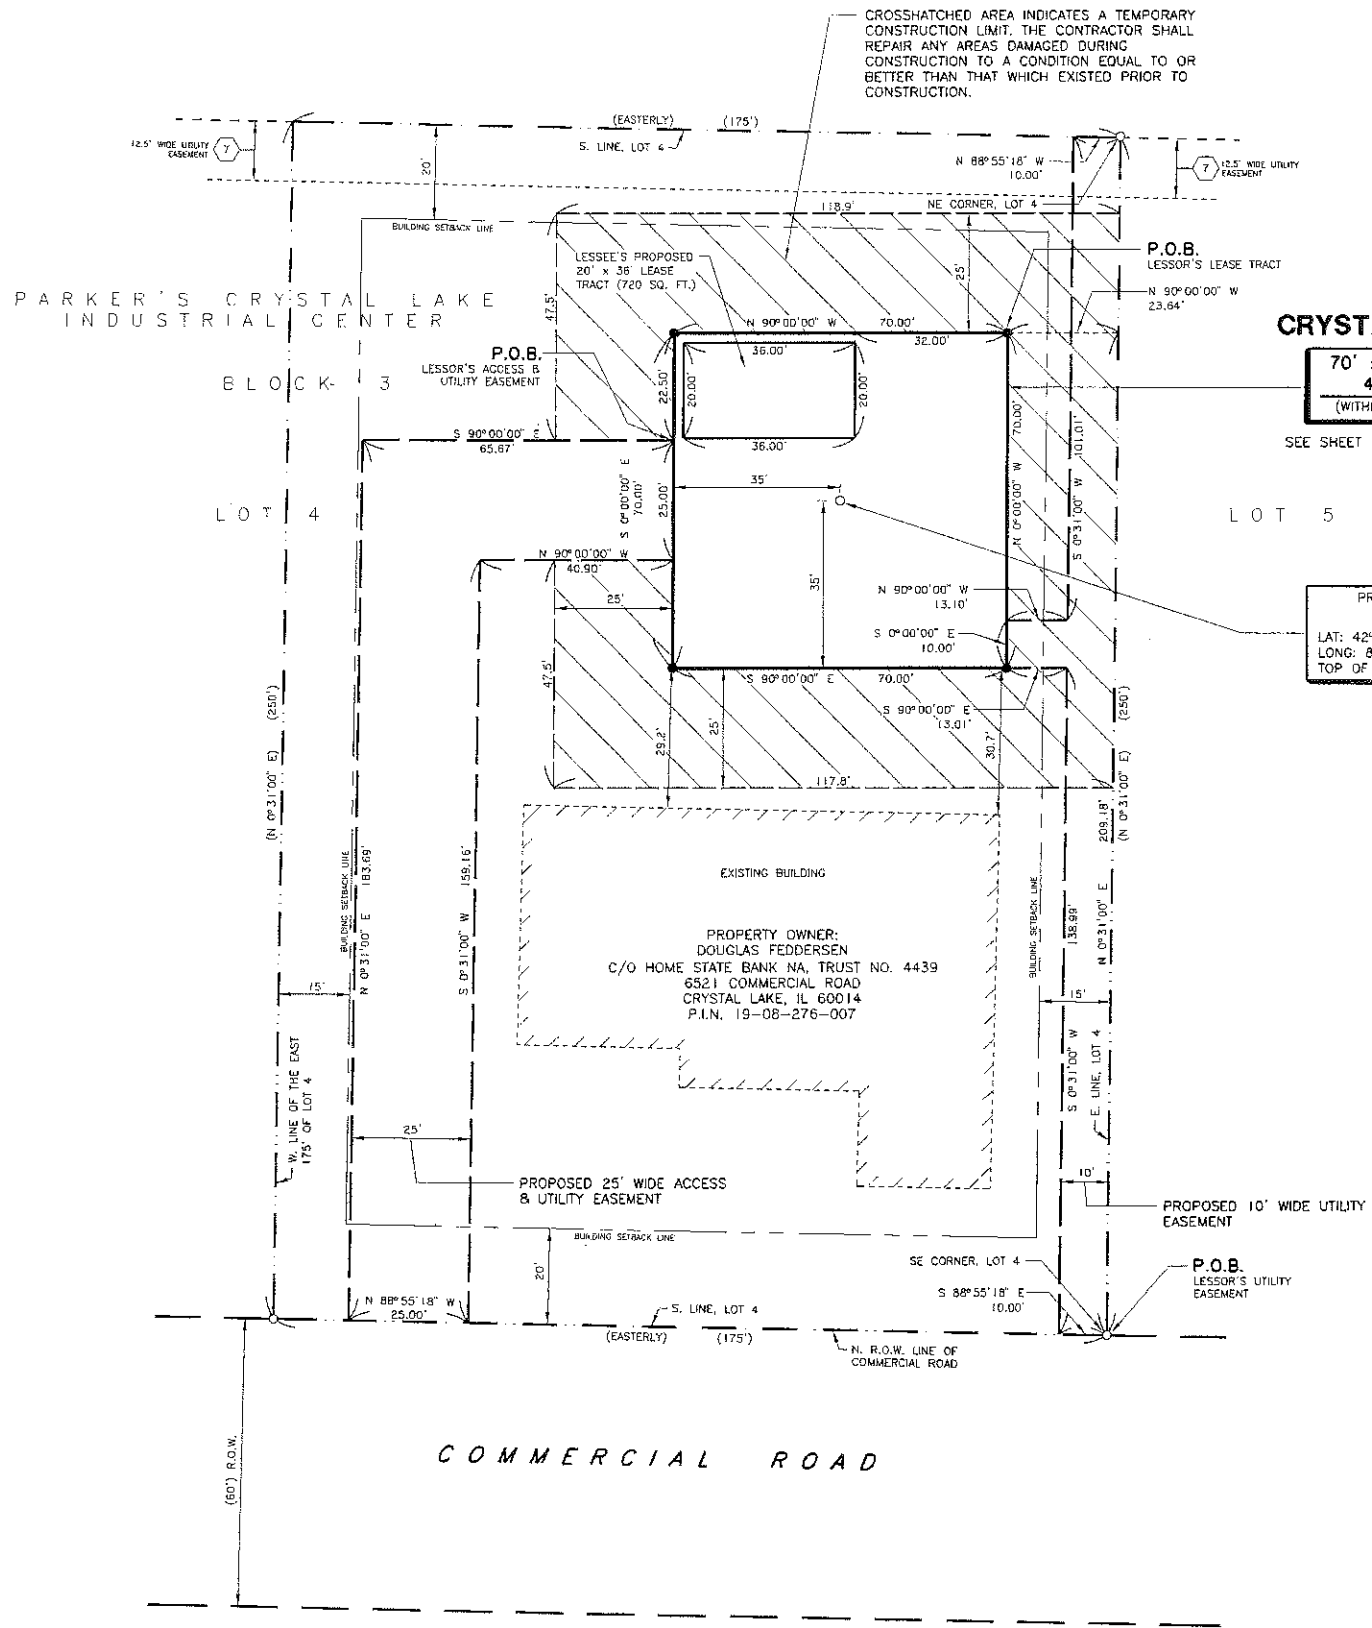 CROSSHATCHED AREA INDICATES A TEMPORARY
CONSTRUCTION LIMIT. THE CONTRACTOR SHALL
REPAIR ANY AREAS DAMAGED DURING
CONSTRUCTION TO A CONDITION EQUAL TO OR
BETTER THAN THAT WHICH EXISTED PRIOR TO
CONSTRUCTION.
(EASTERLY) (175')
S. LINE, LOT 4
12.5' WIDE UTILITY
EASEMENT
7
20'
N 88°55'18" W
10.00'
7
12.5' WIDE UTILITY
EASEMENT
NE CORNER, LOT 4
118.9'
BUILDING SETBACK LINE
LESSEE'S PROPOSED
20' x 36' LEASE
TRACT (720 SQ. FT.)
25'
P.O.B.
LESSOR'S LEASE TRACT
N 90°00'00" W
23.64'
PARKER'S CRYSTAL LAKE
INDUSTRIAL CENTER
47.5'
N 90°00'00" W 70.00'
36.00'
32.00'
CRYST
70'
4
(WITH
SEE SHEET
P.O.B.
LESSOR'S ACCESS &
UTILITY EASEMENT
BLOCK 3
22.50'
20.00'
20.00'
36.00'
70.00'
N 0°00'00" W
101.01'
S 0°31'00" W
S 90°00'00" E
65.67'
S 0°00'00" E
70.00'
25.00'
35'
35'
LOT 4
LOT 5
N 90°00'00" W
40.90'
25'
N 90°00'00" W
13.10'
S 0°00'00" E
10.00'
PR
LAT: 42°
LONG: 8
TOP OF
47.5'
S 90°00'00" E 70.00'
S 90°00'00" E
13.01'
29.2'
25'
30.7'
117.8'
(N 0°31'00" E) (250')
(N 0°31'00" E) (250')
209.18'
N 0°31'00" E
BUILDING SETBACK LINE
N 0°31'00" E 183.69'
S 0°31'00" W 159.16'
EXISTING BUILDING
PROPERTY OWNER:
DOUGLAS FEDDERSEN
C/O HOME STATE BANK NA, TRUST NO. 4439
6521 COMMERCIAL ROAD
CRYSTAL LAKE, IL 60014
P.I.N. 19-08-276-007
BUILDING SETBACK LINE
138.99'
S 0°31'00" W
15'
15'
W. LINE OF THE EAST
175' OF LOT 4
E. LINE, LOT 4
25'
PROPOSED 25' WIDE ACCESS
& UTILITY EASEMENT
10'
PROPOSED 10' WIDE UTILITY
EASEMENT
BUILDING SETBACK LINE
20'
SE CORNER, LOT 4
P.O.B.
LESSOR'S UTILITY
EASEMENT
S 88°55'18" E
10.00'
N 88°55'18" W
25.00'
S. LINE, LOT 4
(EASTERLY) (175')
N. R.O.W. LINE OF
COMMERCIAL ROAD
(60') R.O.W.
COMMERCIAL ROAD